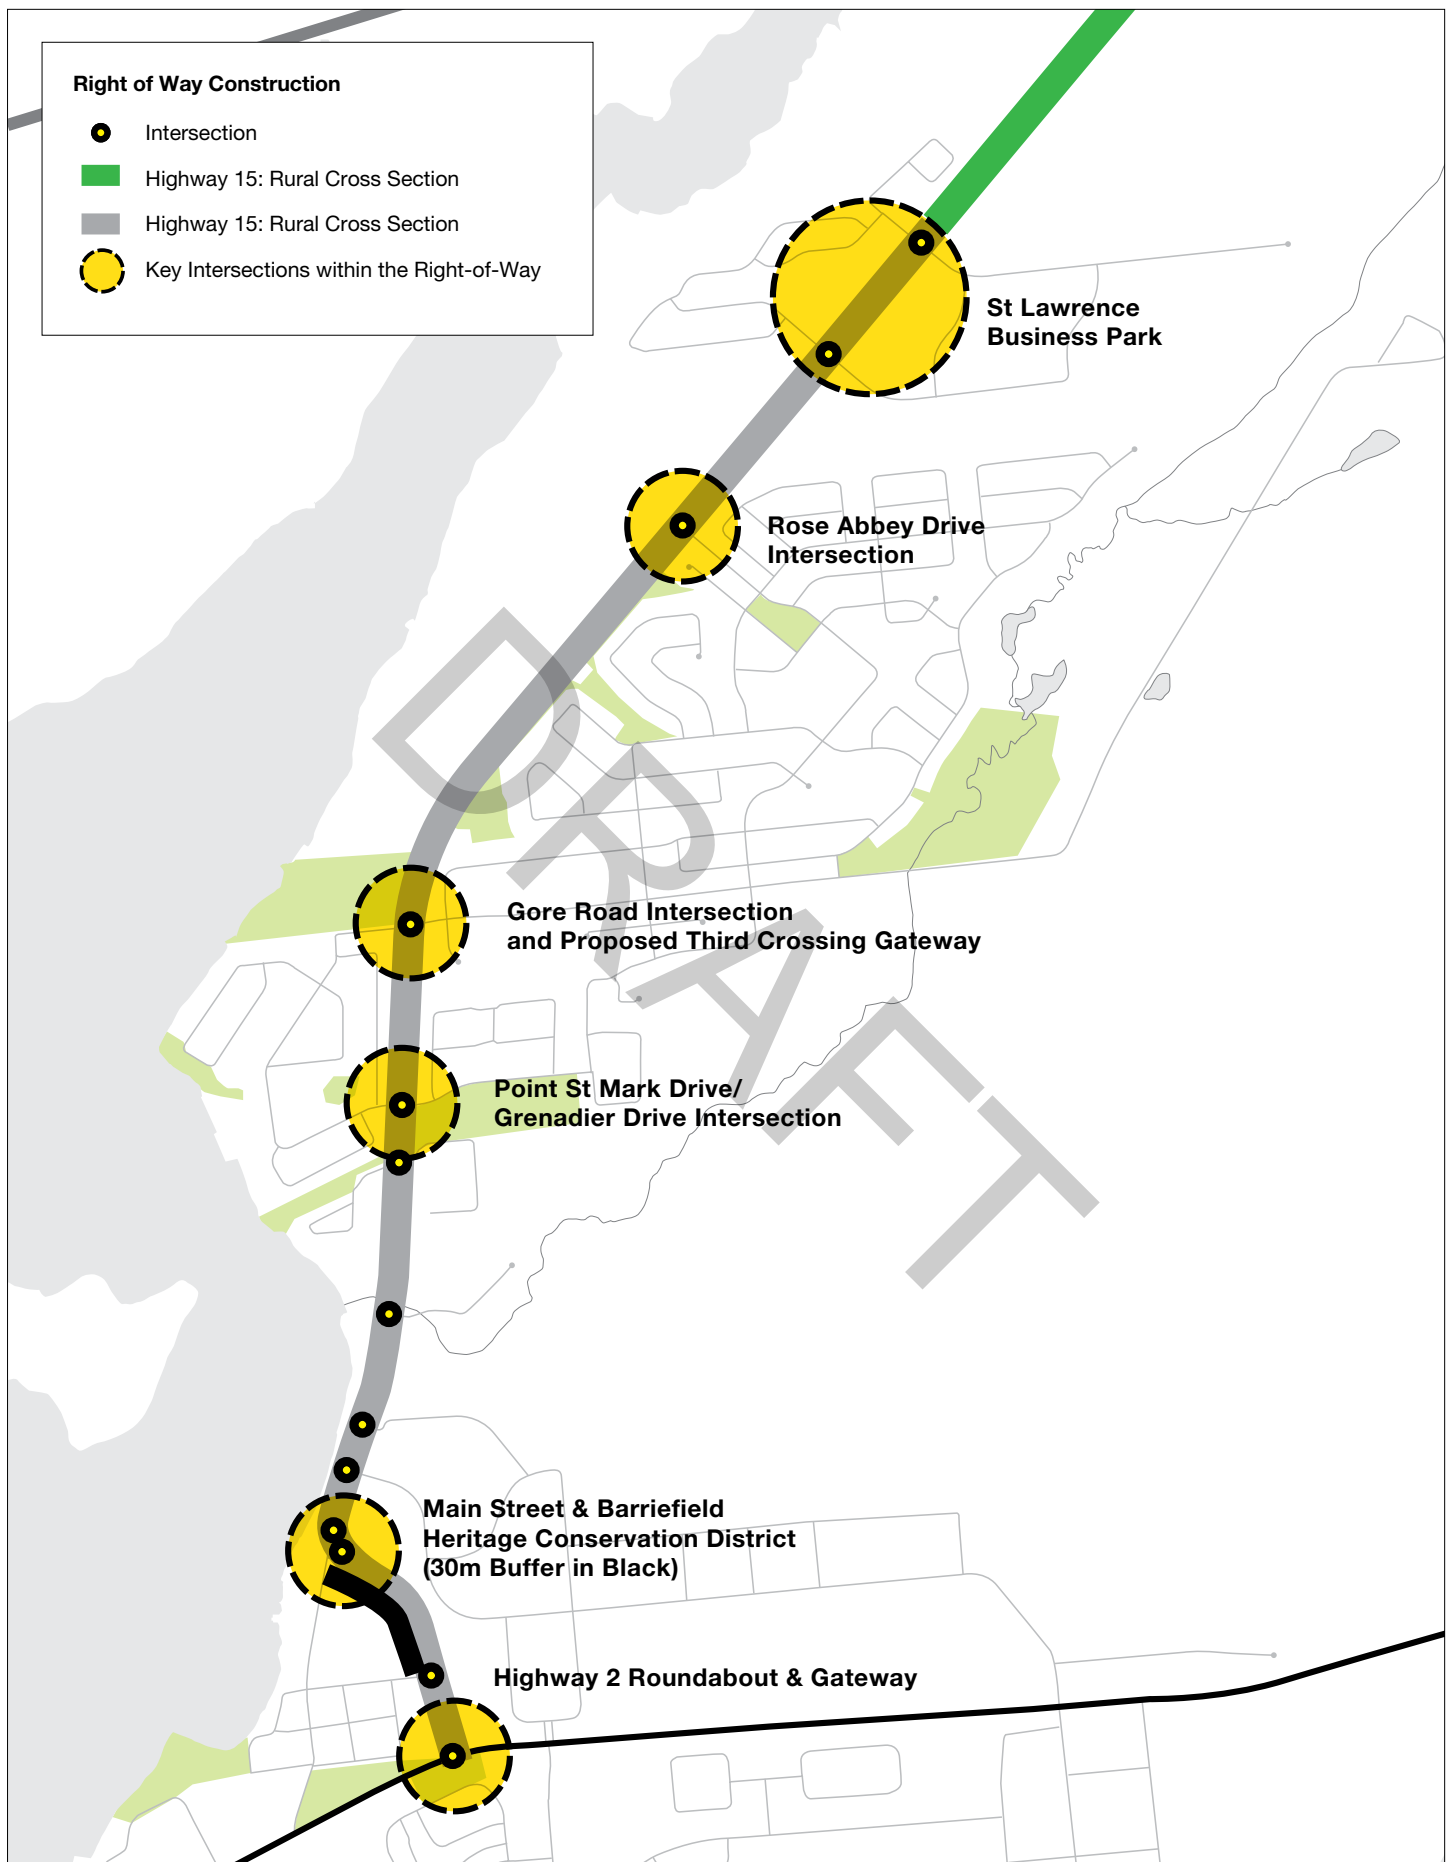 Right of Way Construction
Intersection
Highway 15: Rural Cross Section
Highway 15: Rural Cross Section
Key Intersections within the Right-of-Way
St Lawrence
Business Park
Rose Abbey Drive
Intersection
Gore Road Intersection
and Proposed Third Crossing Gateway
Point St Mark Drive/
Grenadier Drive Intersection
Main Street & Barriefield
Heritage Conservation District
(30m Buffer in Black)
Highway 2 Roundabout & Gateway
DRAFT